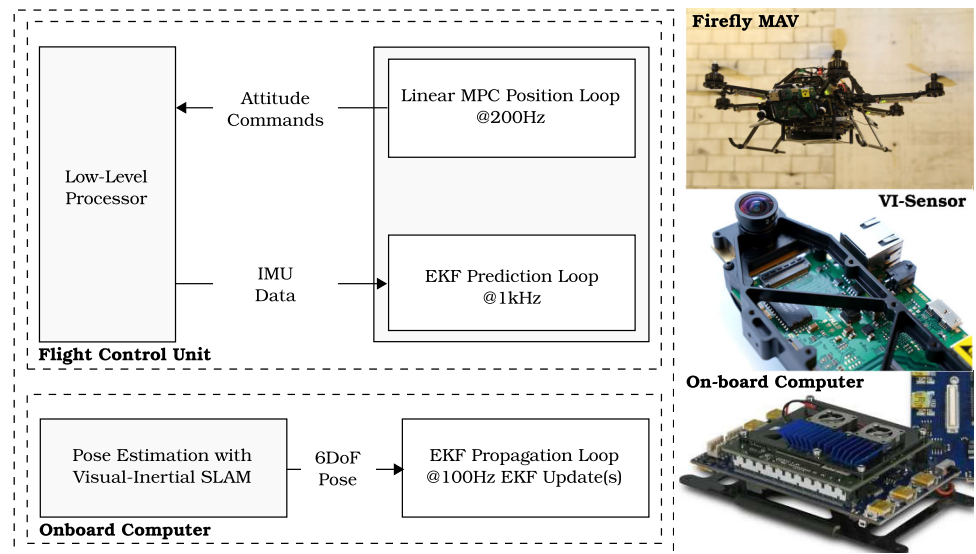 Low-Level
Processor
Attitude
Commands
Linear MPC Position Loop
@200Hz
IMU
Data
EKF Prediction Loop
@1kHz
Flight Control Unit
Pose Estimation with
Visual-Inertial SLAM
6DoF
Pose
EKF Propagation Loop
@100Hz EKF Update(s)
Onboard Computer
Firefly MAV
VI-Sensor
On-board Computer